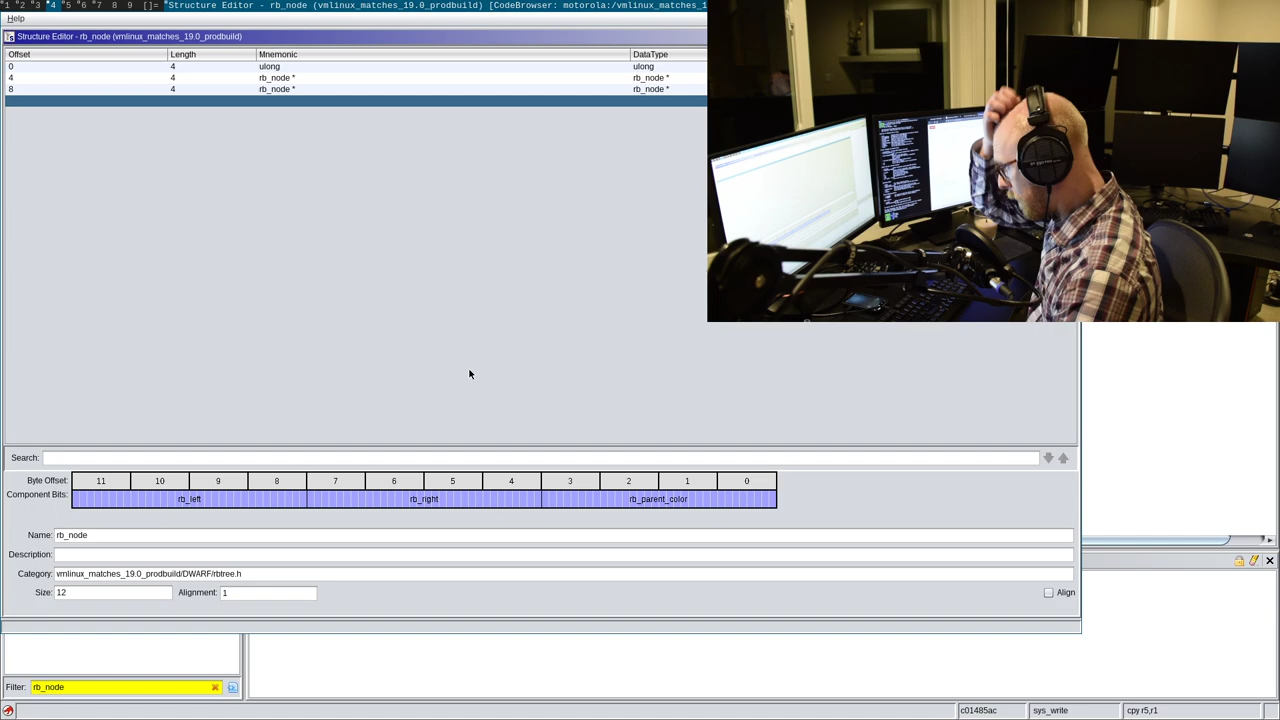 1 2 3 4 5 6 7 8 9 []= Structure Editor - rb_node (vmlinux_matches_19.0_prodbuild) [CodeBrowser: motorola:/vmlinux_matches_1
Help
Structure Editor - rb_node (vmlinux_matches_19.0_prodbuild)
Offset Length Mnemonic DataType
0 4 ulong ulong
4 4 rb_node * rb_node *
8 4 rb_node * rb_node *
Search:
Byte Offset: 11 10 9 8 7 6 5 4 3 2 1 0
Component Bits: rb_left rb_right rb_parent_color
Name: rb_node
Description:
Category: vmlinux_matches_19.0_prodbuild/DWARF/rbtree.h
Size: 12 Alignment: 1 Align
Filter: rb_node
c01485ac sys_write cpy r5,r1